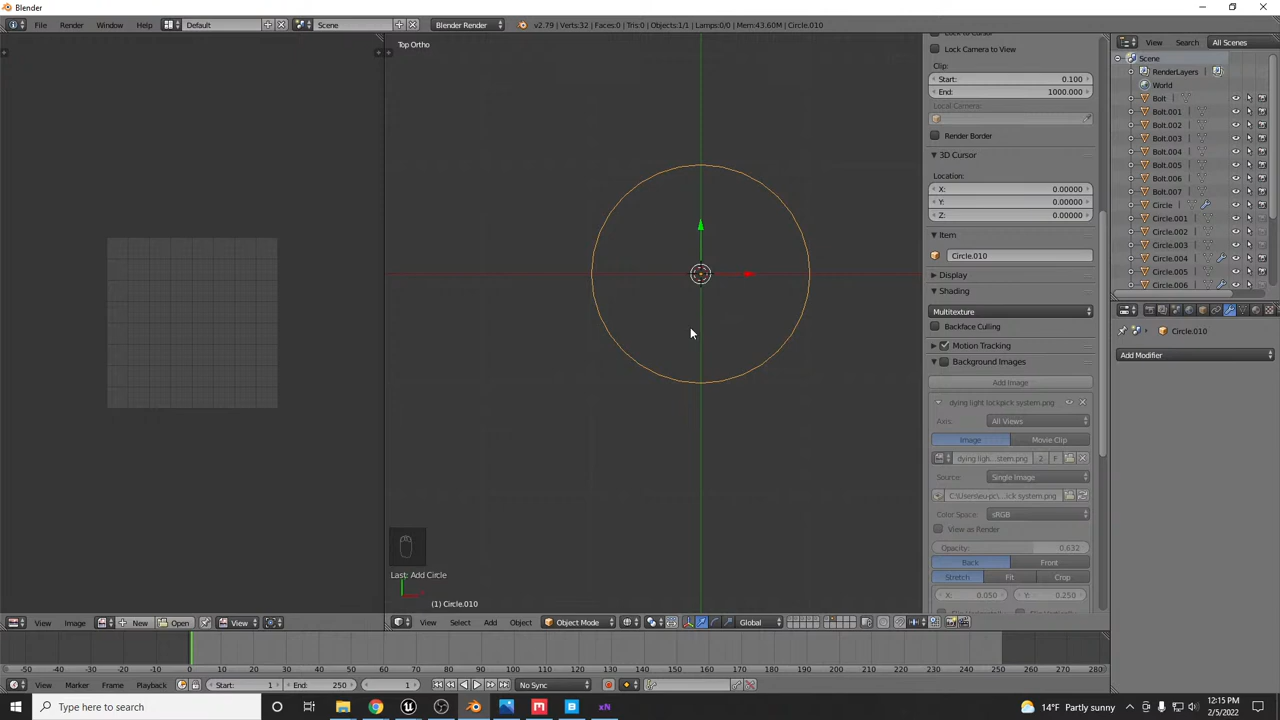 Blender
File Render Window Help Default Scene Blender Render v2.79 | Verts:32 | Faces:0 | Tris:0 | Objects:1/1 | Lamps:0/0 | Mem:43.60M | Circle.010
Top Ortho
Lock to Cursor
Lock Camera to View
Clip:
Start: 0.100
End: 1000.000
Local Camera:
Render Border
3D Cursor
Location:
X: 0.00000
Y: 0.00000
Z: 0.00000
Item
Circle.010
Display
Shading
Multitexture
Backface Culling
Motion Tracking
Background Images
Add Image
dying light lockpick system.png
Axis: All Views
Image Movie Clip
dying ligh...stem.png 2 F
Source: Single Image
C:\Users\eu-pc\...ick system.png
Color Space: sRGB
View as Render
Opacity: 0.632
Back Front
Stretch Fit Crop
X: 0.050 Y: 0.250
View Search All Scenes
Scene
RenderLayers
World
Bolt
Bolt.001
Bolt.002
Bolt.003
Bolt.004
Bolt.005
Bolt.006
Bolt.007
Circle
Circle.001
Circle.002
Circle.003
Circle.004
Circle.005
Circle.006
Circle.010
Add Modifier
Last: Add Circle
(1) Circle.010
View Image New Open View
View Select Add Object Object Mode Global
-50 -40 -30 -20 -10 0 10 20 30 40 50 60 70 80 90 100 110 120 130 140 150 160 170 180 190 200 210 220 230 240 250 260 270 280
View Marker Frame Playback Start: 1 End: 250 1 No Sync
Type here to search
14°F Partly sunny
12:15 PM
2/5/2022